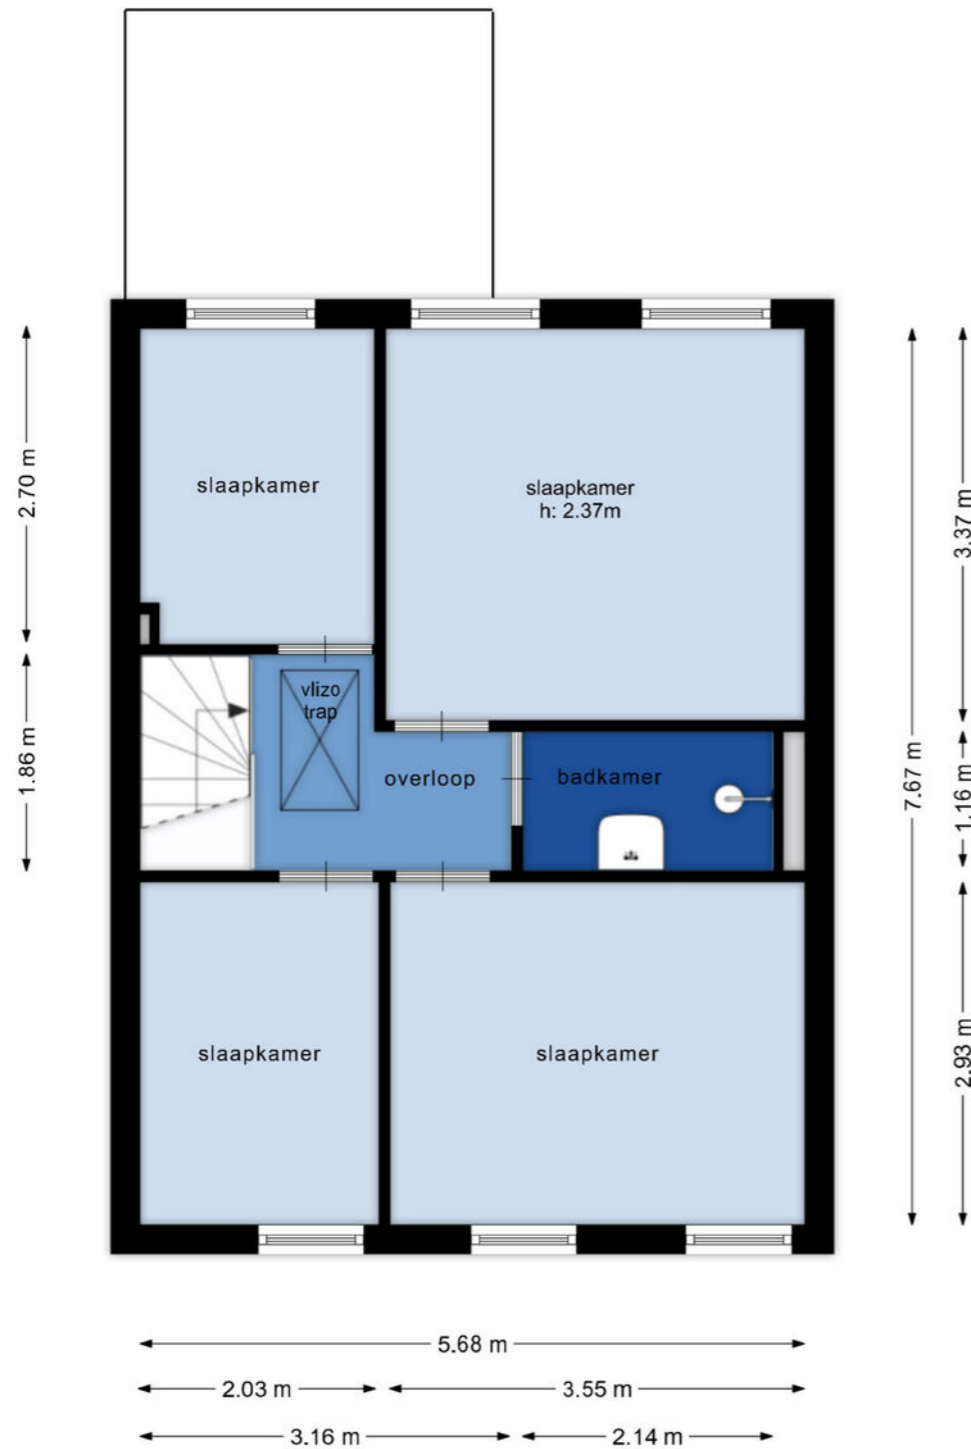 2.70 m
1.86 m
slaapkamer
slaapkamer
h: 2.37m
vlizo
trap
overloop
badkamer
slaapkamer
slaapkamer
7.67 m
3.37 m
1.16 m
2.93 m
5.68 m
2.03 m
3.55 m
3.16 m
2.14 m